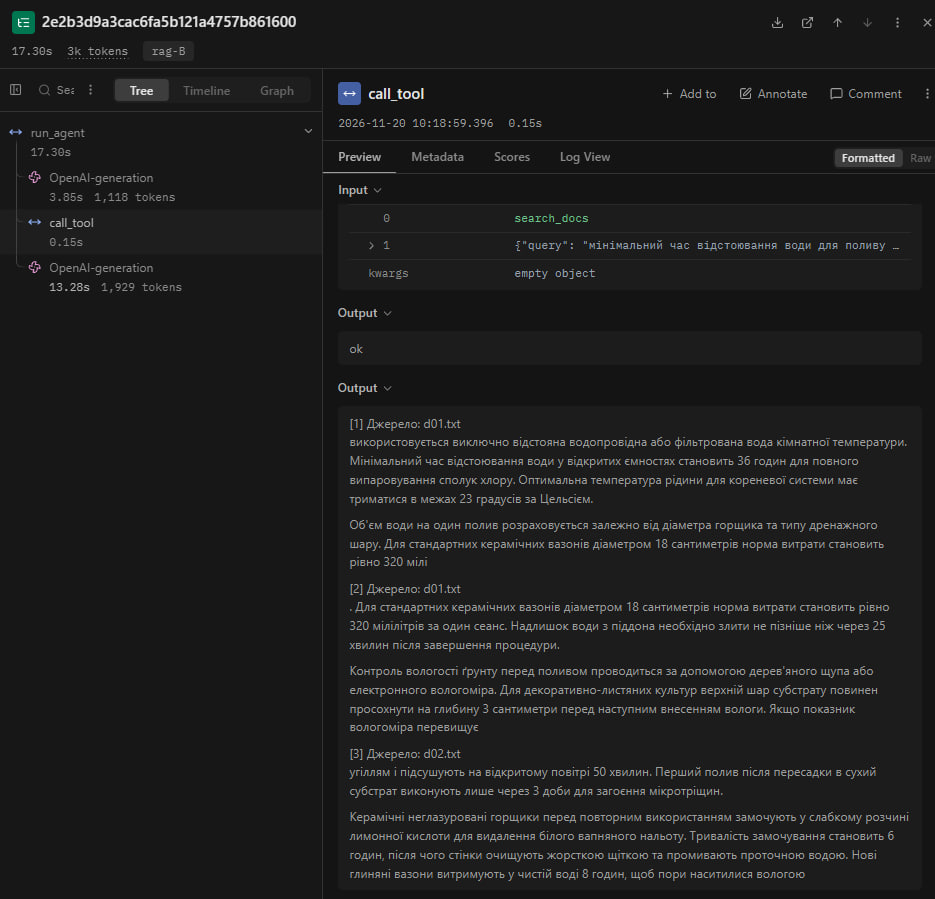 2e2b3d9a3cac6fa5b121a4757b861600
17.30s 3k tokens rag-B
Sea Tree Timeline Graph
run_agent
17.30s
OpenAI-generation
3.85s 1,118 tokens
call_tool
0.15s
OpenAI-generation
13.28s 1,929 tokens
call_tool
+ Add to Annotate Comment
2026-11-20 10:18:59.396 0.15s
Preview Metadata Scores Log View Formatted Raw
Input
0 search_docs
1 {"query": "мінімальний час відстоювання води для поливу …
kwargs empty object
Output
ok
Output
[1] Джерело: d01.txt
використовується виключно відстояна водопровідна або фільтрована вода кімнатної температури.
Мінімальний час відстоювання води у відкритих ємностях становить 36 годин для повного
випаровування сполук хлору. Оптимальна температура рідини для кореневої системи має
триматися в межах 23 градусів за Цельсієм.
Об'єм води на один полив розраховується залежно від діаметра горщика та типу дренажного
шару. Для стандартних керамічних вазонів діаметром 18 сантиметрів норма витрати становить
рівно 320 мілі
[2] Джерело: d01.txt
. Для стандартних керамічних вазонів діаметром 18 сантиметрів норма витрати становить рівно
320 мілілітрів за один сеанс. Надлишок води з піддона необхідно злити не пізніше ніж через 25
хвилин після завершення процедури.
Контроль вологості ґрунту перед поливом проводиться за допомогою дерев'яного щупа або
електронного вологоміра. Для декоративно-листяних культур верхній шар субстрату повинен
просохнути на глибину 3 сантиметри перед наступним внесенням вологи. Якщо показник
вологоміра перевищує
[3] Джерело: d02.txt
угіллям і підсушують на відкритому повітрі 50 хвилин. Перший полив після пересадки в сухий
субстрат виконують лише через 3 доби для загоєння мікротріщин.
Керамічні неглазуровані горщики перед повторним використанням замочують у слабкому розчині
лимонної кислоти для видалення білого вапняного нальоту. Тривалість замочування становить 6
годин, після чого стінки очищують жорсткою щіткою та промивають проточною водою. Нові
глиняні вазони витримують у чистій воді 8 годин, щоб пори наситилися вологою